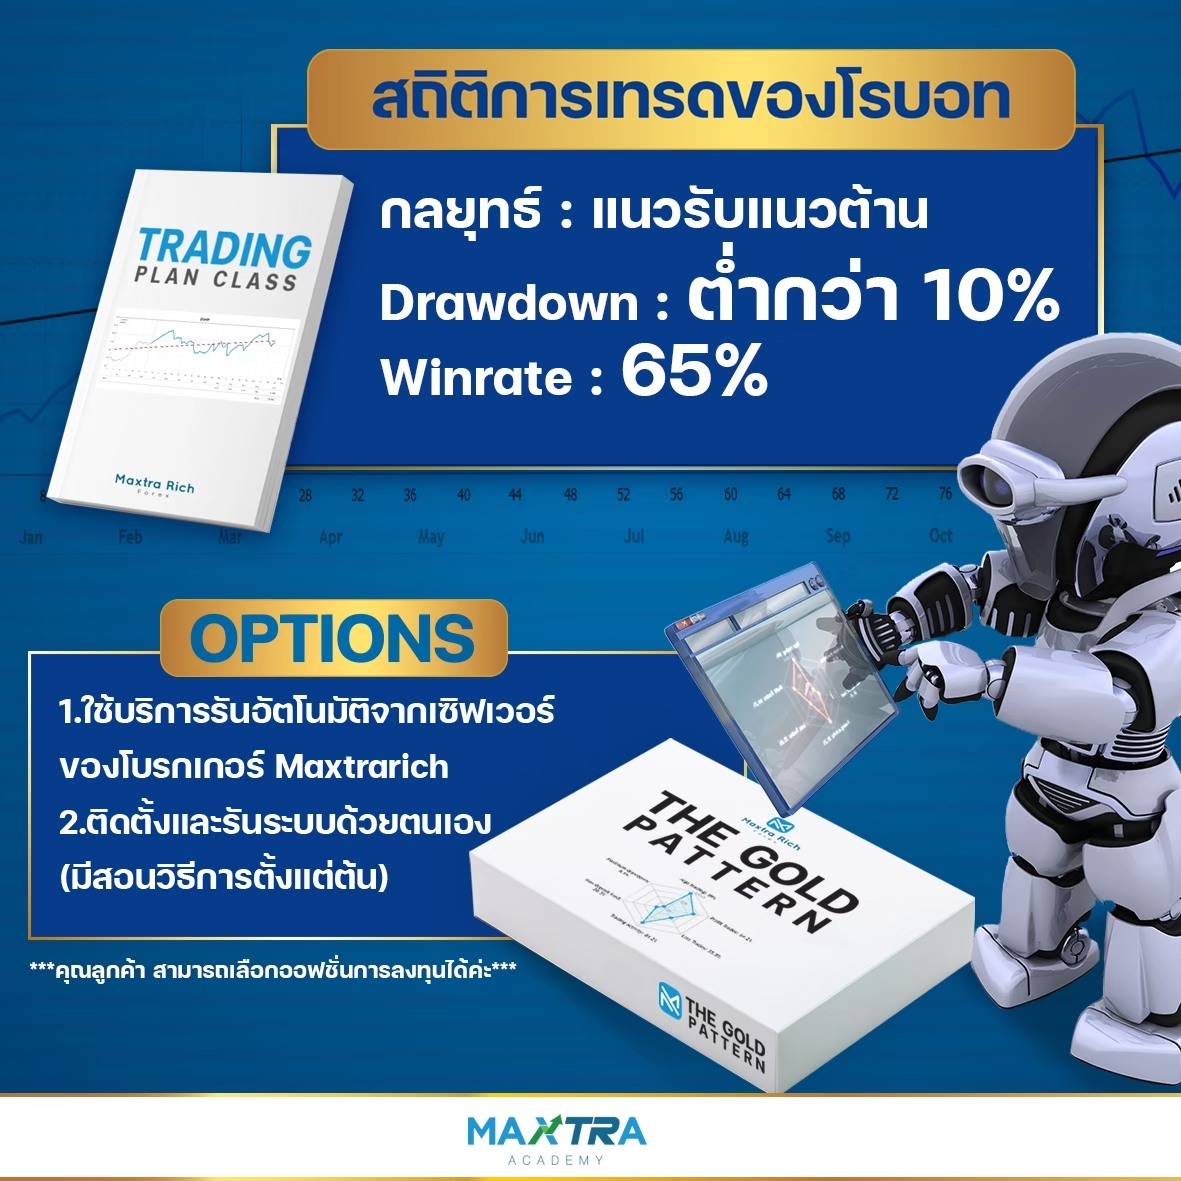 สถิติการเทรดของโรบอท
กลยุทธ์ : แนวรับแนวต้าน
Drawdown : ต่ำกว่า 10%
Winrate : 65%
TRADING
PLAN CLASS
Maxtra Rich
Forex
28 32 36 40 44 48 52 56 60 64 68 72 76
Jan Feb Mar Apr May Jun Jul Aug Sep Oct
OPTIONS
1.ใช้บริการรันอัตโนมัติจากเซิฟเวอร์
ของโบรกเกอร์ Maxtrarich
2.ติดตั้งและรันระบบด้วยตนเอง
(มีสอนวิธีการตั้งแต่ต้น)
***คุณลูกค้า สามารถเลือกออฟชั่นการลงทุนได้ค่ะ***
Maxtra Rich
THE GOLD
PATTERN
THE GOLD
PATTERN
MAXTRA
ACADEMY